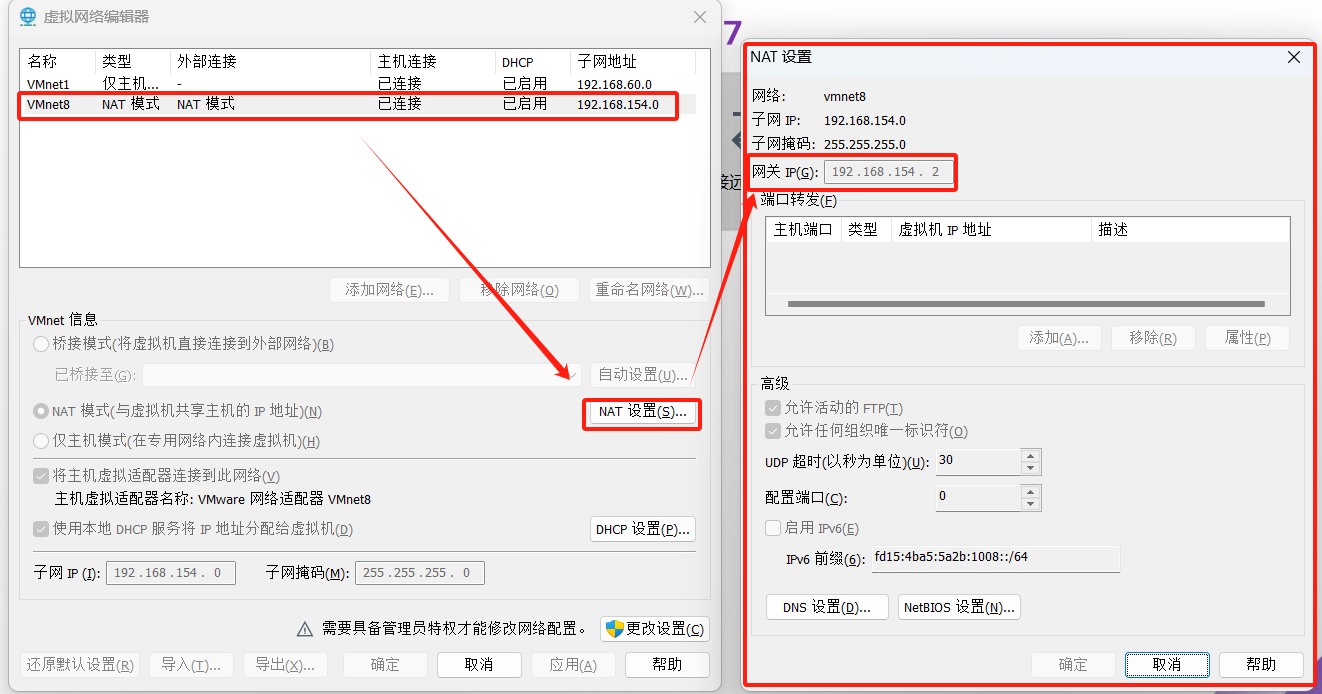 虚拟网络编辑器
名称 类型 外部连接 主机连接 DHCP 子网地址
VMnet1 仅主机... - 已连接 已启用 192.168.60.0
VMnet8 NAT 模式 NAT 模式 已连接 已启用 192.168.154.0
添加网络(E)... 移除网络(O) 重命名网络(W)...
VMnet 信息
桥接模式(将虚拟机直接连接到外部网络)(B)
已桥接至(G): 自动设置(U)...
NAT 模式(与虚拟机共享主机的 IP 地址)(N) NAT 设置(S)...
仅主机模式(在专用网络内连接虚拟机)(H)
将主机虚拟适配器连接到此网络(V)
主机虚拟适配器名称: VMware 网络适配器 VMnet8
使用本地 DHCP 服务将 IP 地址分配给虚拟机(D) DHCP 设置(P)...
子网 IP (I): 192.168.154. 0 子网掩码(M): 255.255.255. 0
需要具备管理员特权才能修改网络配置。 更改设置(C)
还原默认设置(R) 导入(T)... 导出(X)... 确定 取消 应用(A) 帮助
7
接远
NAT 设置
网络: vmnet8
子网 IP: 192.168.154.0
子网掩码: 255.255.255.0
网关 IP(G): 192.168.154. 2
端口转发(F)
主机端口 类型 虚拟机 IP 地址 描述
添加(A)... 移除(R) 属性(P)
高级
允许活动的 FTP(T)
允许任何组织唯一标识符(O)
UDP 超时(以秒为单位)(U): 30
配置端口(C): 0
启用 IPv6(E)
IPv6 前缀(6): fd15:4ba5:5a2b:1008::/64
DNS 设置(D)... NetBIOS 设置(N)...
确定 取消 帮助